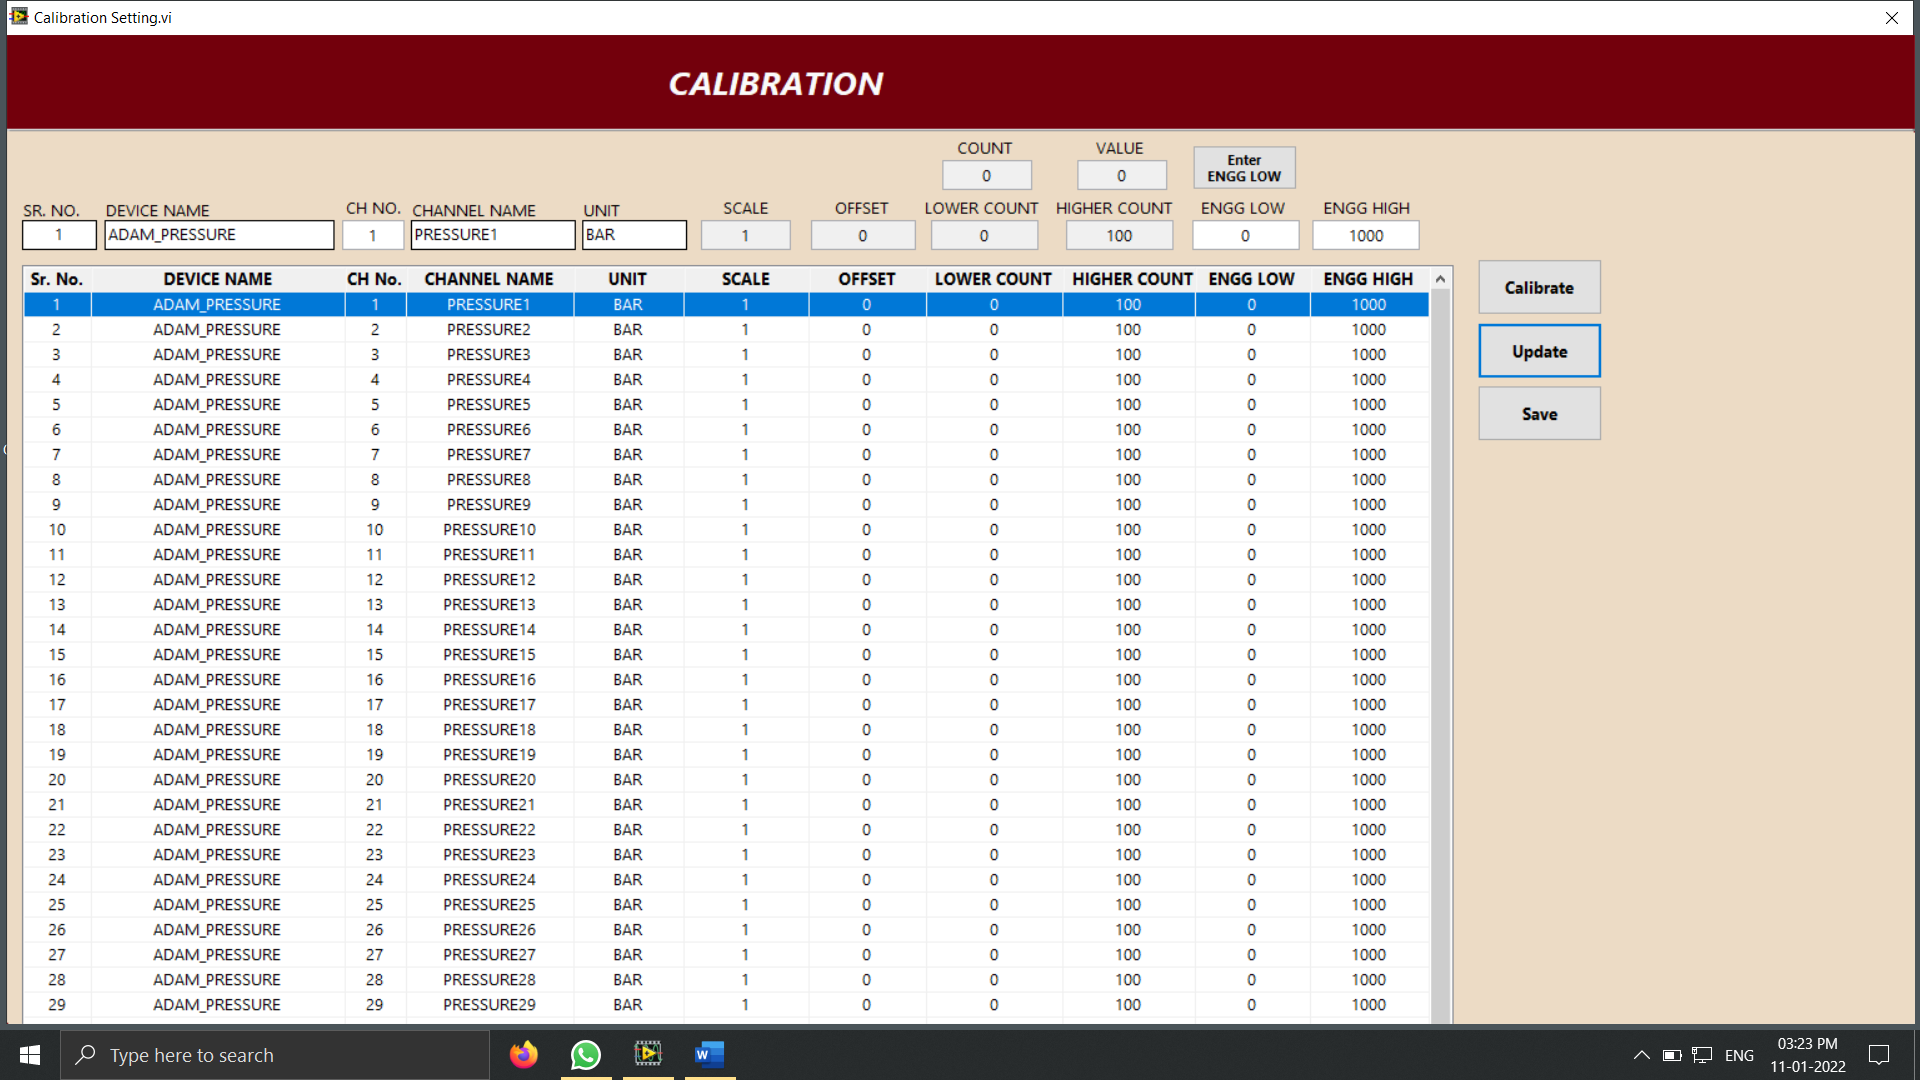 Calibration Setting.vi
CALIBRATION
COUNT VALUE Enter ENGG LOW
0 0
SR. NO. DEVICE NAME CH NO. CHANNEL NAME UNIT SCALE OFFSET LOWER COUNT HIGHER COUNT ENGG LOW ENGG HIGH
1 ADAM_PRESSURE 1 PRESSURE1 BAR 1 0 0 100 0 1000
Sr. No. DEVICE NAME CH No. CHANNEL NAME UNIT SCALE OFFSET LOWER COUNT HIGHER COUNT ENGG LOW ENGG HIGH
1 ADAM_PRESSURE 1 PRESSURE1 BAR 1 0 0 100 0 1000
2 ADAM_PRESSURE 2 PRESSURE2 BAR 1 0 0 100 0 1000
3 ADAM_PRESSURE 3 PRESSURE3 BAR 1 0 0 100 0 1000
4 ADAM_PRESSURE 4 PRESSURE4 BAR 1 0 0 100 0 1000
5 ADAM_PRESSURE 5 PRESSURE5 BAR 1 0 0 100 0 1000
6 ADAM_PRESSURE 6 PRESSURE6 BAR 1 0 0 100 0 1000
7 ADAM_PRESSURE 7 PRESSURE7 BAR 1 0 0 100 0 1000
8 ADAM_PRESSURE 8 PRESSURE8 BAR 1 0 0 100 0 1000
9 ADAM_PRESSURE 9 PRESSURE9 BAR 1 0 0 100 0 1000
10 ADAM_PRESSURE 10 PRESSURE10 BAR 1 0 0 100 0 1000
11 ADAM_PRESSURE 11 PRESSURE11 BAR 1 0 0 100 0 1000
12 ADAM_PRESSURE 12 PRESSURE12 BAR 1 0 0 100 0 1000
13 ADAM_PRESSURE 13 PRESSURE13 BAR 1 0 0 100 0 1000
14 ADAM_PRESSURE 14 PRESSURE14 BAR 1 0 0 100 0 1000
15 ADAM_PRESSURE 15 PRESSURE15 BAR 1 0 0 100 0 1000
16 ADAM_PRESSURE 16 PRESSURE16 BAR 1 0 0 100 0 1000
17 ADAM_PRESSURE 17 PRESSURE17 BAR 1 0 0 100 0 1000
18 ADAM_PRESSURE 18 PRESSURE18 BAR 1 0 0 100 0 1000
19 ADAM_PRESSURE 19 PRESSURE19 BAR 1 0 0 100 0 1000
20 ADAM_PRESSURE 20 PRESSURE20 BAR 1 0 0 100 0 1000
21 ADAM_PRESSURE 21 PRESSURE21 BAR 1 0 0 100 0 1000
22 ADAM_PRESSURE 22 PRESSURE22 BAR 1 0 0 100 0 1000
23 ADAM_PRESSURE 23 PRESSURE23 BAR 1 0 0 100 0 1000
24 ADAM_PRESSURE 24 PRESSURE24 BAR 1 0 0 100 0 1000
25 ADAM_PRESSURE 25 PRESSURE25 BAR 1 0 0 100 0 1000
26 ADAM_PRESSURE 26 PRESSURE26 BAR 1 0 0 100 0 1000
27 ADAM_PRESSURE 27 PRESSURE27 BAR 1 0 0 100 0 1000
28 ADAM_PRESSURE 28 PRESSURE28 BAR 1 0 0 100 0 1000
29 ADAM_PRESSURE 29 PRESSURE29 BAR 1 0 0 100 0 1000
Calibrate
Update
Save
Type here to search
W
ENG
03:23 PM
11-01-2022